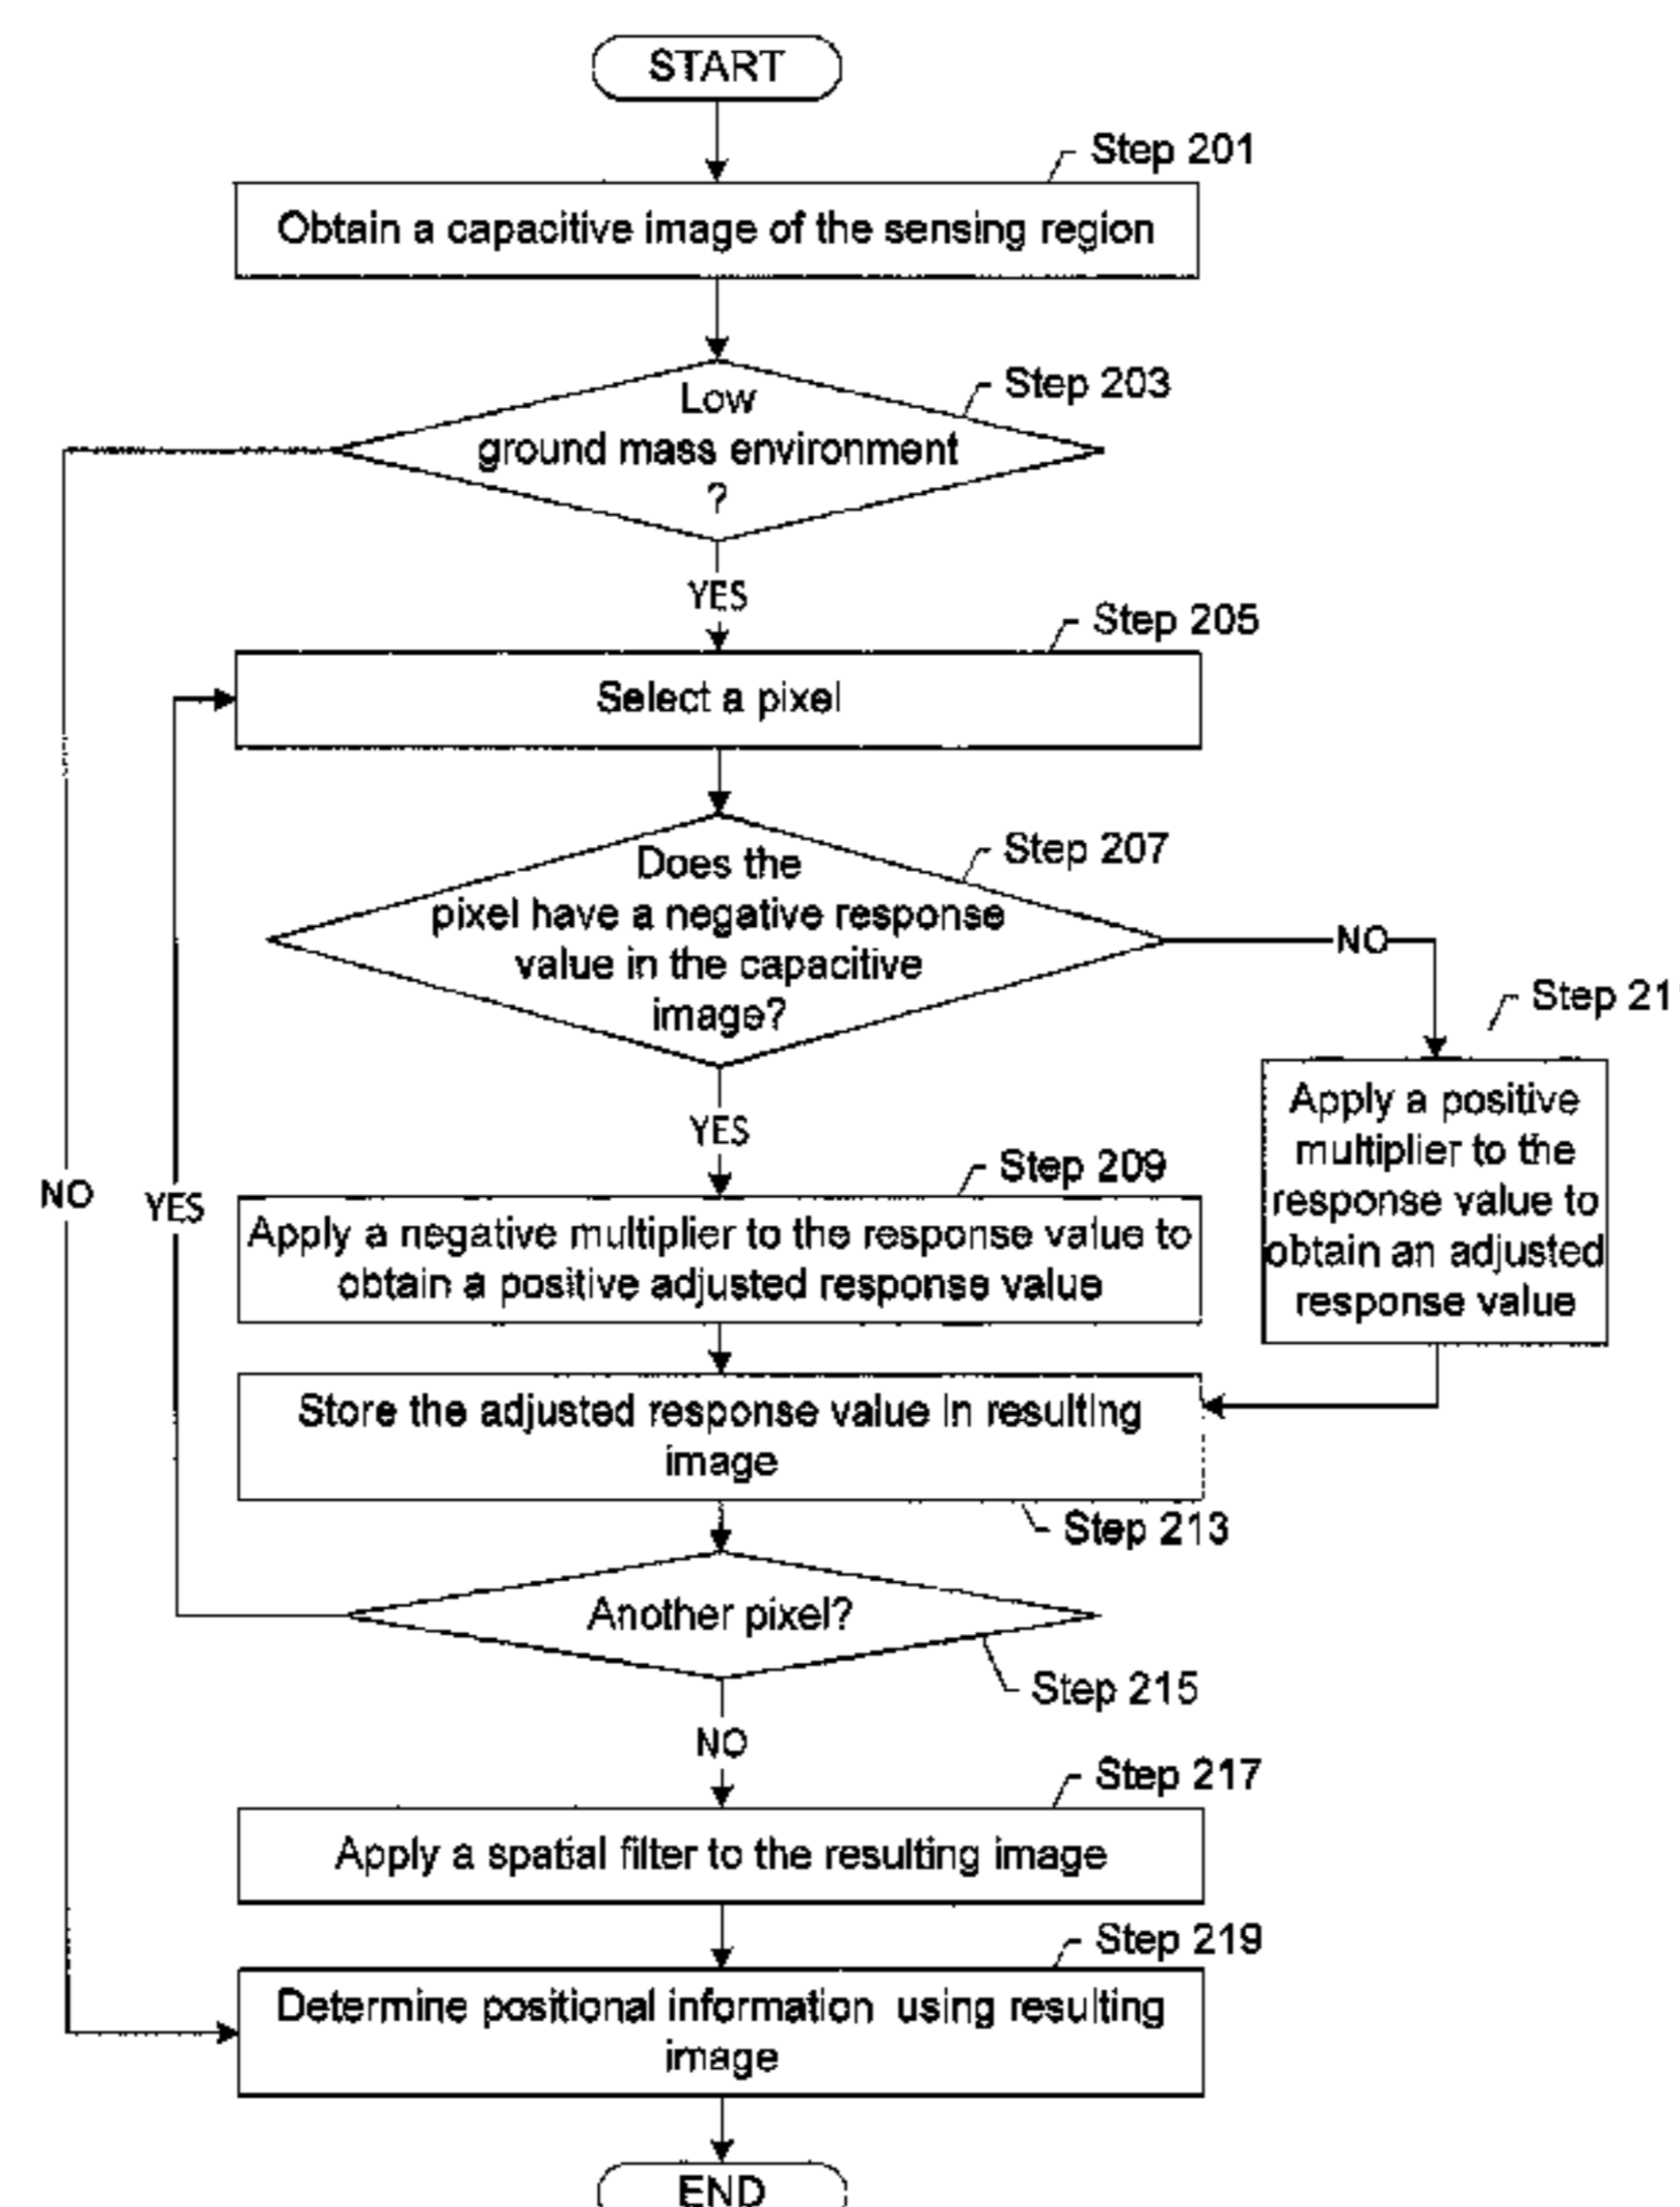 START
Step 201
Obtain a capacitive image of the sensing region
Step 203
Low
ground mass environment
?
YES
Step 205
Select a pixel
Step 207
Does the
pixel have a negative response
value in the capacitive
image?
NO
Step 21
YES
Apply a positive
multiplier to the
response value to
obtain an adjusted
response value
Step 209
NO
YES
Apply a negative multiplier to the response value to
obtain a positive adjusted response value
Store the adjusted response value in resulting
image
Step 213
Another pixel?
Step 215
NO
Step 217
Apply a spatial filter to the resulting image
Step 219
Determine positional information using resulting
image
END